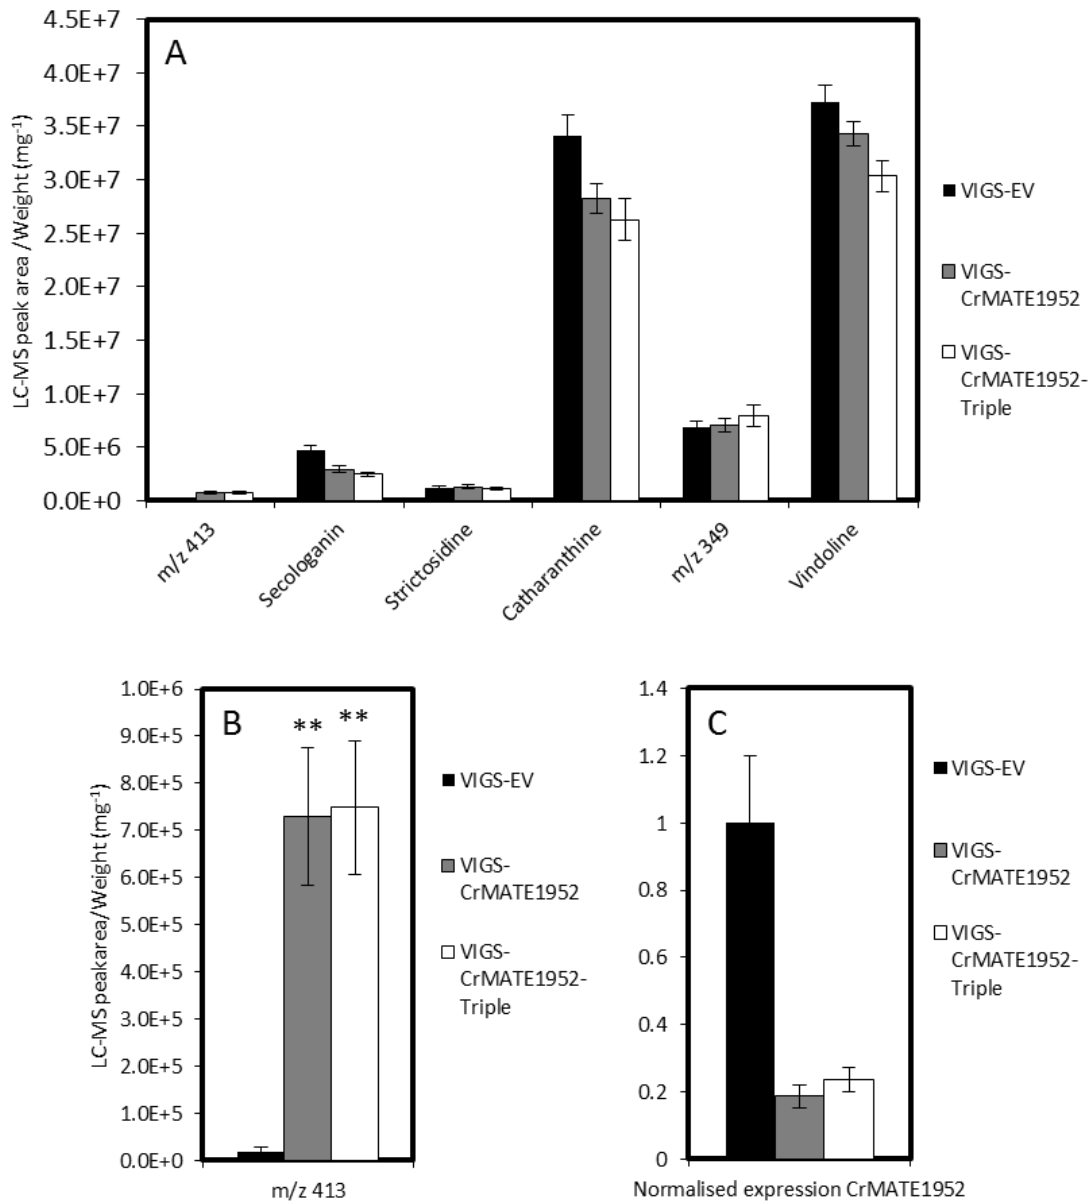 A
4.5E+7
4.0E+7
3.5E+7
3.0E+7
2.5E+7
2.0E+7
1.5E+7
1.0E+7
5.0E+6
0.0E+0
LC-MS peak area /Weight (mg-1)
m/z 413
Secologanin
Strictosidine
Catharanthine
m/z 349
Vindoline
VIGS-EV
VIGS-
CrMATE1952
VIGS-
CrMATE1952-
Triple
B
1.0E+6
9.0E+5
8.0E+5
7.0E+5
6.0E+5
5.0E+5
4.0E+5
3.0E+5
2.0E+5
1.0E+5
0.0E+0
LC-MS peakarea/Weight (mg-1)
** **
m/z 413
VIGS-EV
VIGS-
CrMATE1952
VIGS-
CrMATE1952-
Triple
C
1.4
1.2
1
0.8
0.6
0.4
0.2
0
Normalised expression CrMATE1952
VIGS-EV
VIGS-
CrMATE1952
VIGS-
CrMATE1952-
Triple